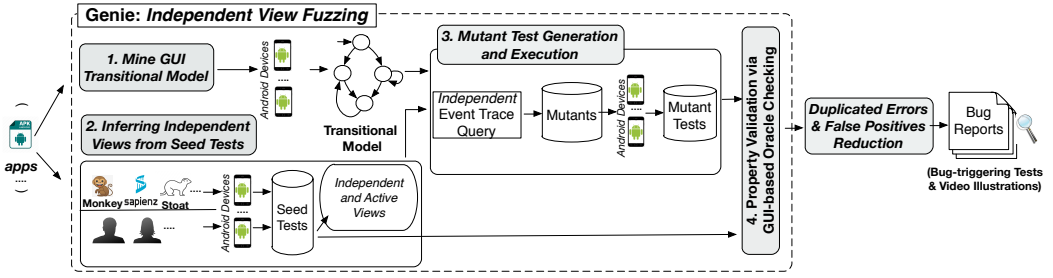 Genie: Independent View Fuzzing
1. Mine GUI
Transitional Model
Android Devices
....
Transitional
Model
3. Mutant Test Generation
and Execution
Independent
Event Trace
Query
Mutants
Android Devices
....
Mutant
Tests
4. Property Validation via
GUI-based Oracle Checking
Duplicated Errors
& False Positives
Reduction
Bug
Reports
(Bug-triggering Tests
& Video Illustrations)
APK
apps
....
2. Inferring Independent
Views from Seed Tests
Monkey
sapienz
Stoat
....
....
Android Devices
....
Seed
Tests
Independent
and Active
Views